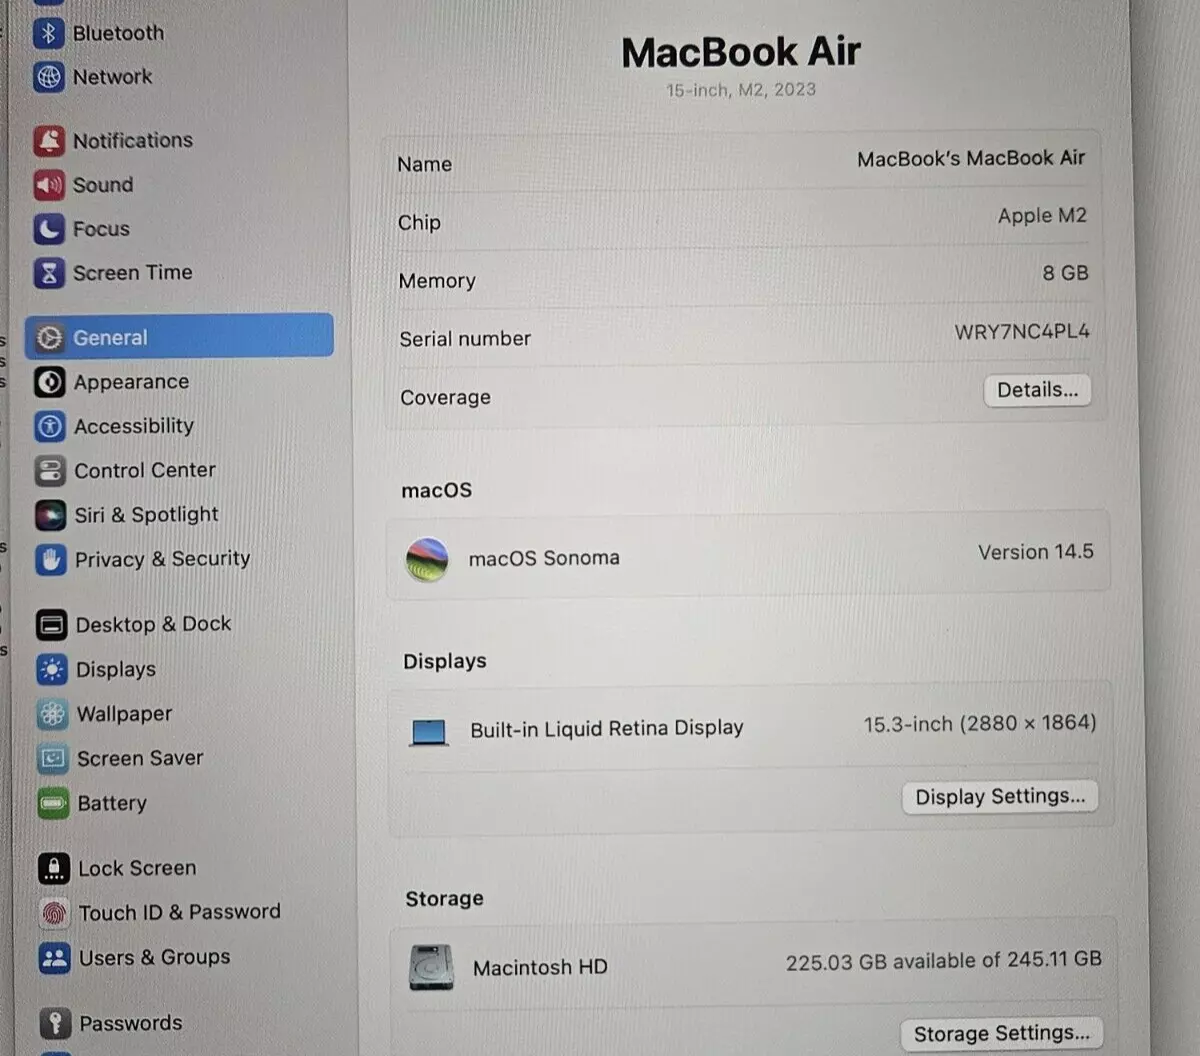 Bluetooth
Network
Notifications
Sound
Focus
Screen Time
General
Appearance
Accessibility
Control Center
Siri & Spotlight
Privacy & Security
Desktop & Dock
Displays
Wallpaper
Screen Saver
Battery
Lock Screen
Touch ID & Password
Users & Groups
Passwords
MacBook Air
15-inch, M2, 2023
Name MacBook's MacBook Air
Chip Apple M2
Memory 8 GB
Serial number WRY7NC4PL4
Coverage Details...
macOS
macOS Sonoma Version 14.5
Displays
Built-in Liquid Retina Display 15.3-inch (2880 × 1864)
Display Settings...
Storage
Macintosh HD 225.03 GB available of 245.11 GB
Storage Settings...